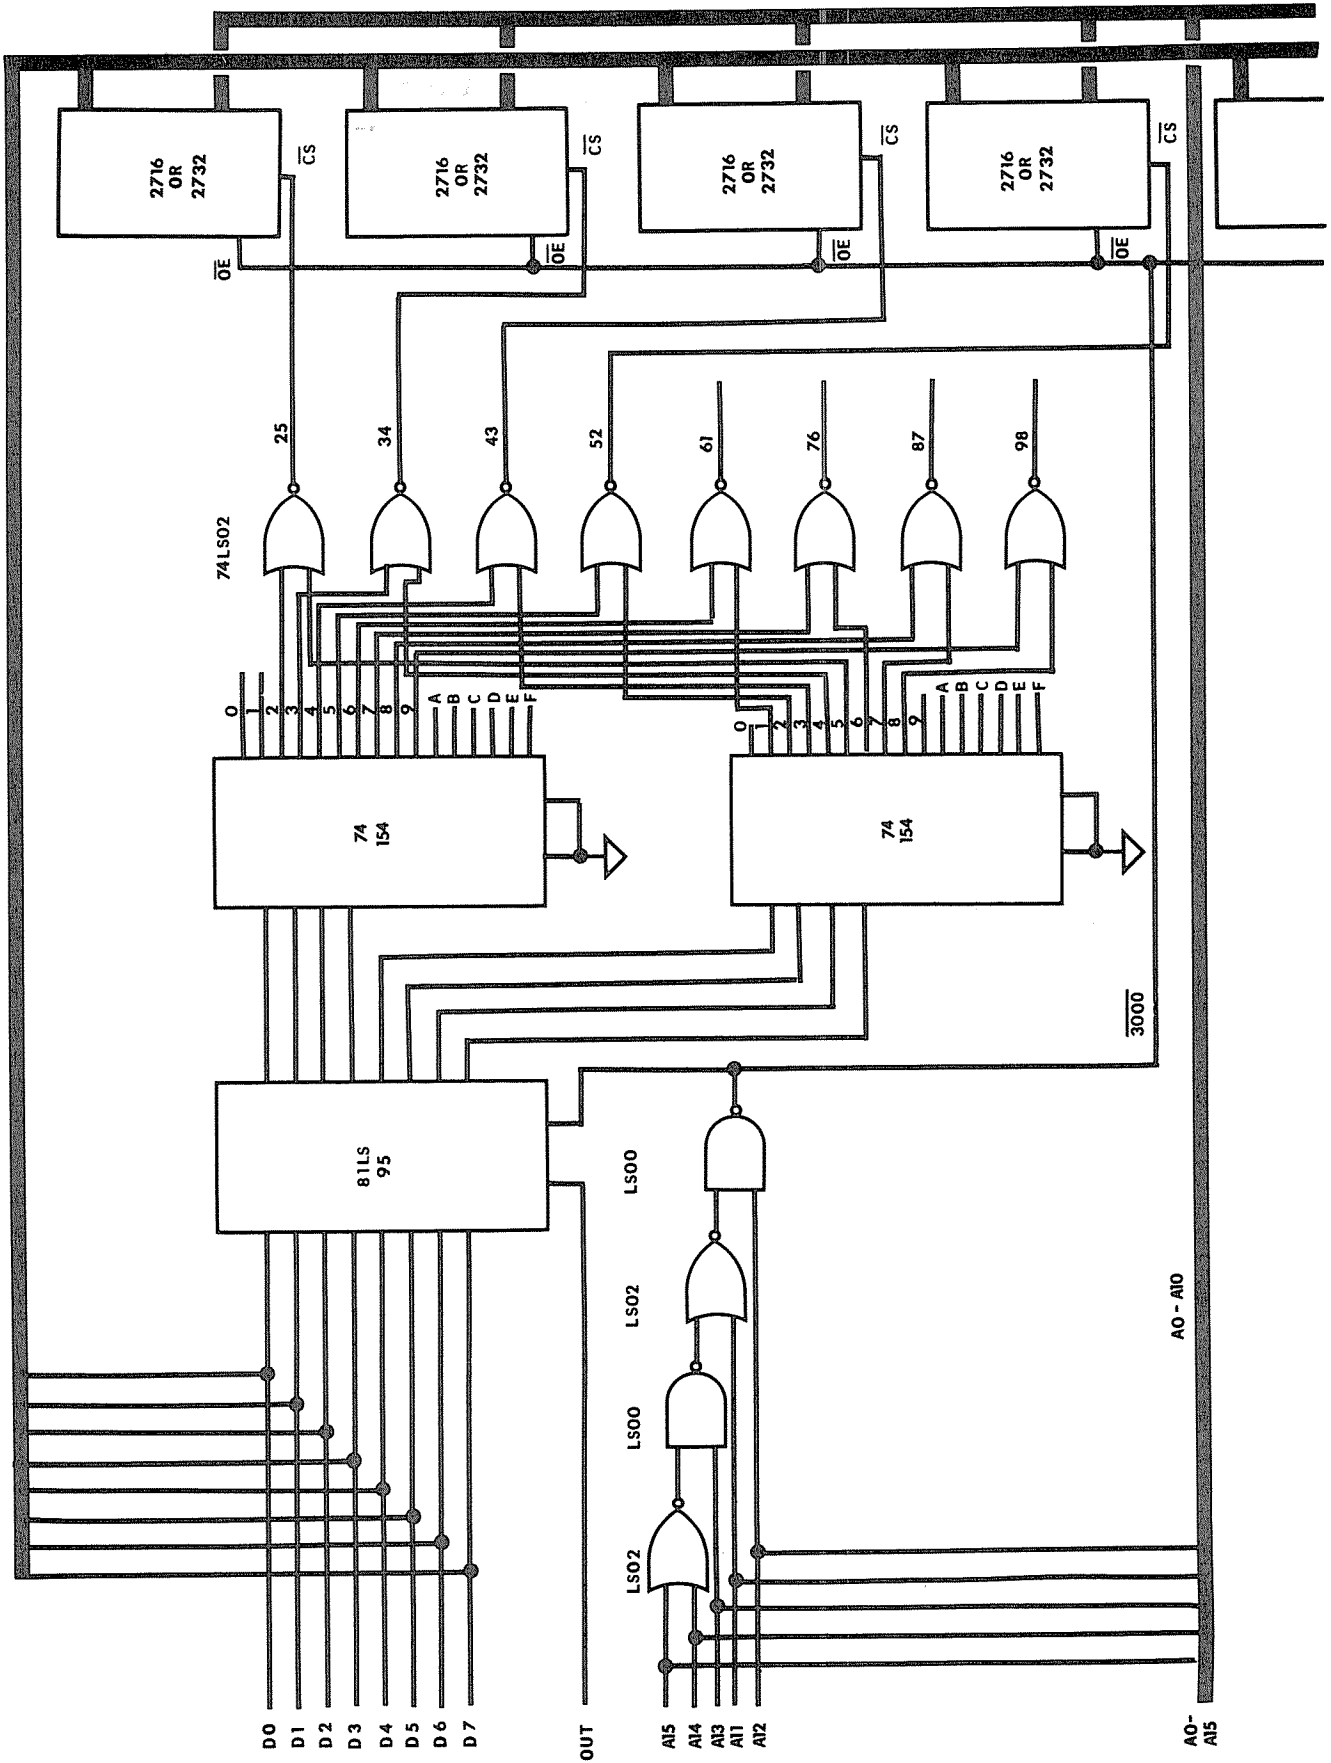 2716
OR
2732
CS
2716
OR
2732
CS
2716
OR
2732
CS
2716
OR
2732
CS
OE
OE
OE
OE
25
34
43
52
61
76
87
98
74LS02
0
1
2
3
4
5
6
7
8
9
A
B
C
D
E
F
0
1
2
3
4
5
6
7
8
9
A
B
C
D
E
F
74
154
74
154
3000
81LS
95
LS00
LS02
LS00
LS02
A0 - A10
D0
D1
D2
D3
D4
D5
D6
D7
OUT
A15
A14
A13
A11
A12
A0-
A15